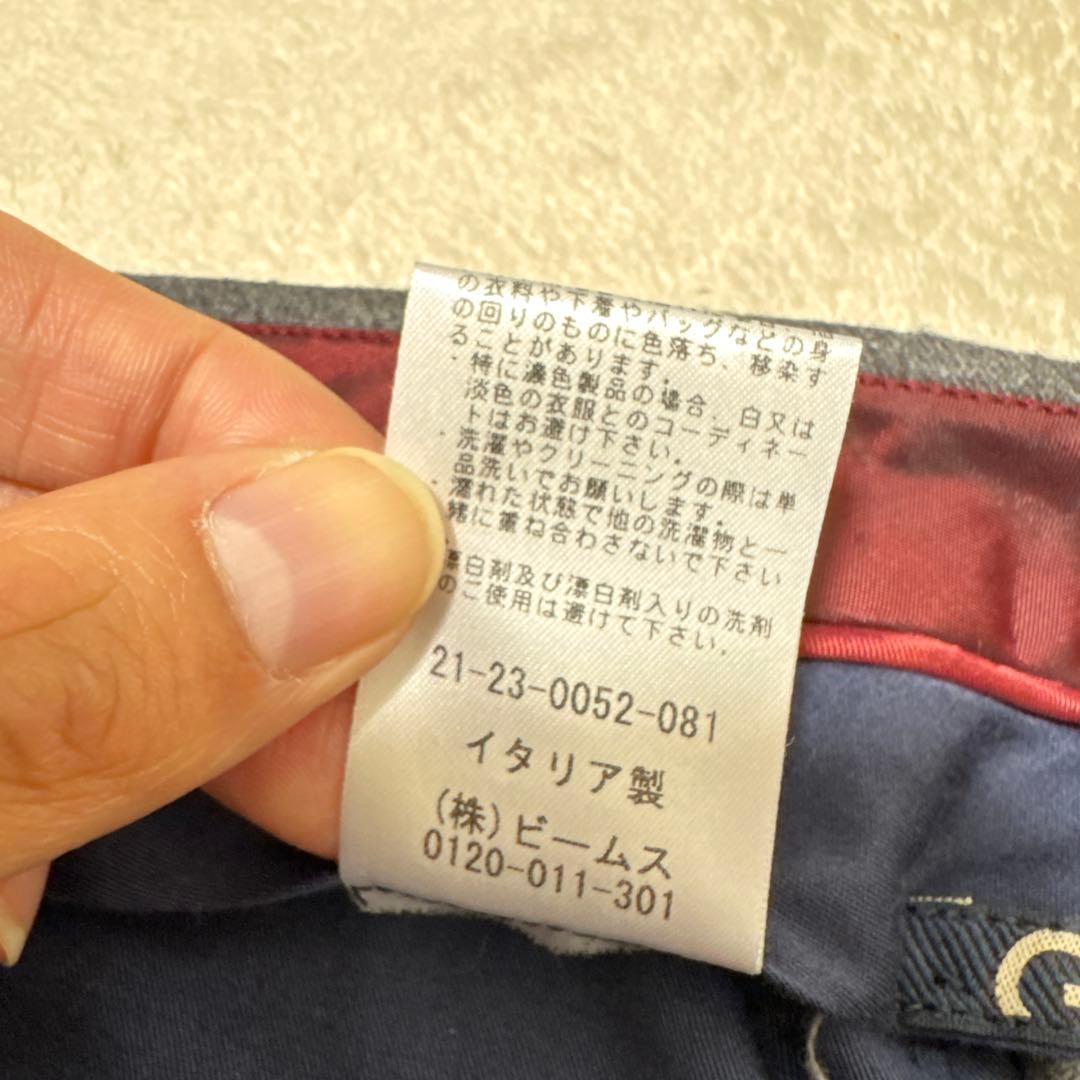 の衣料や下着やバッグなどの身
の回りのものに色落ち、移染す
ることがあります。
・特に濃色製品の場合、白又は
淡色の衣服とのコーディネー
トはお避け下さい。
・洗濯やクリーニングの際は単
品洗いでお願いします。
・濡れた状態で他の洗濯物と一
緒に重ね合わさないで下さい
漂白剤及び漂白剤入りの洗剤
のご使用は避けて下さい。
21-23-0052-081
イタリア製
(株)ビームス
0120-011-301
G